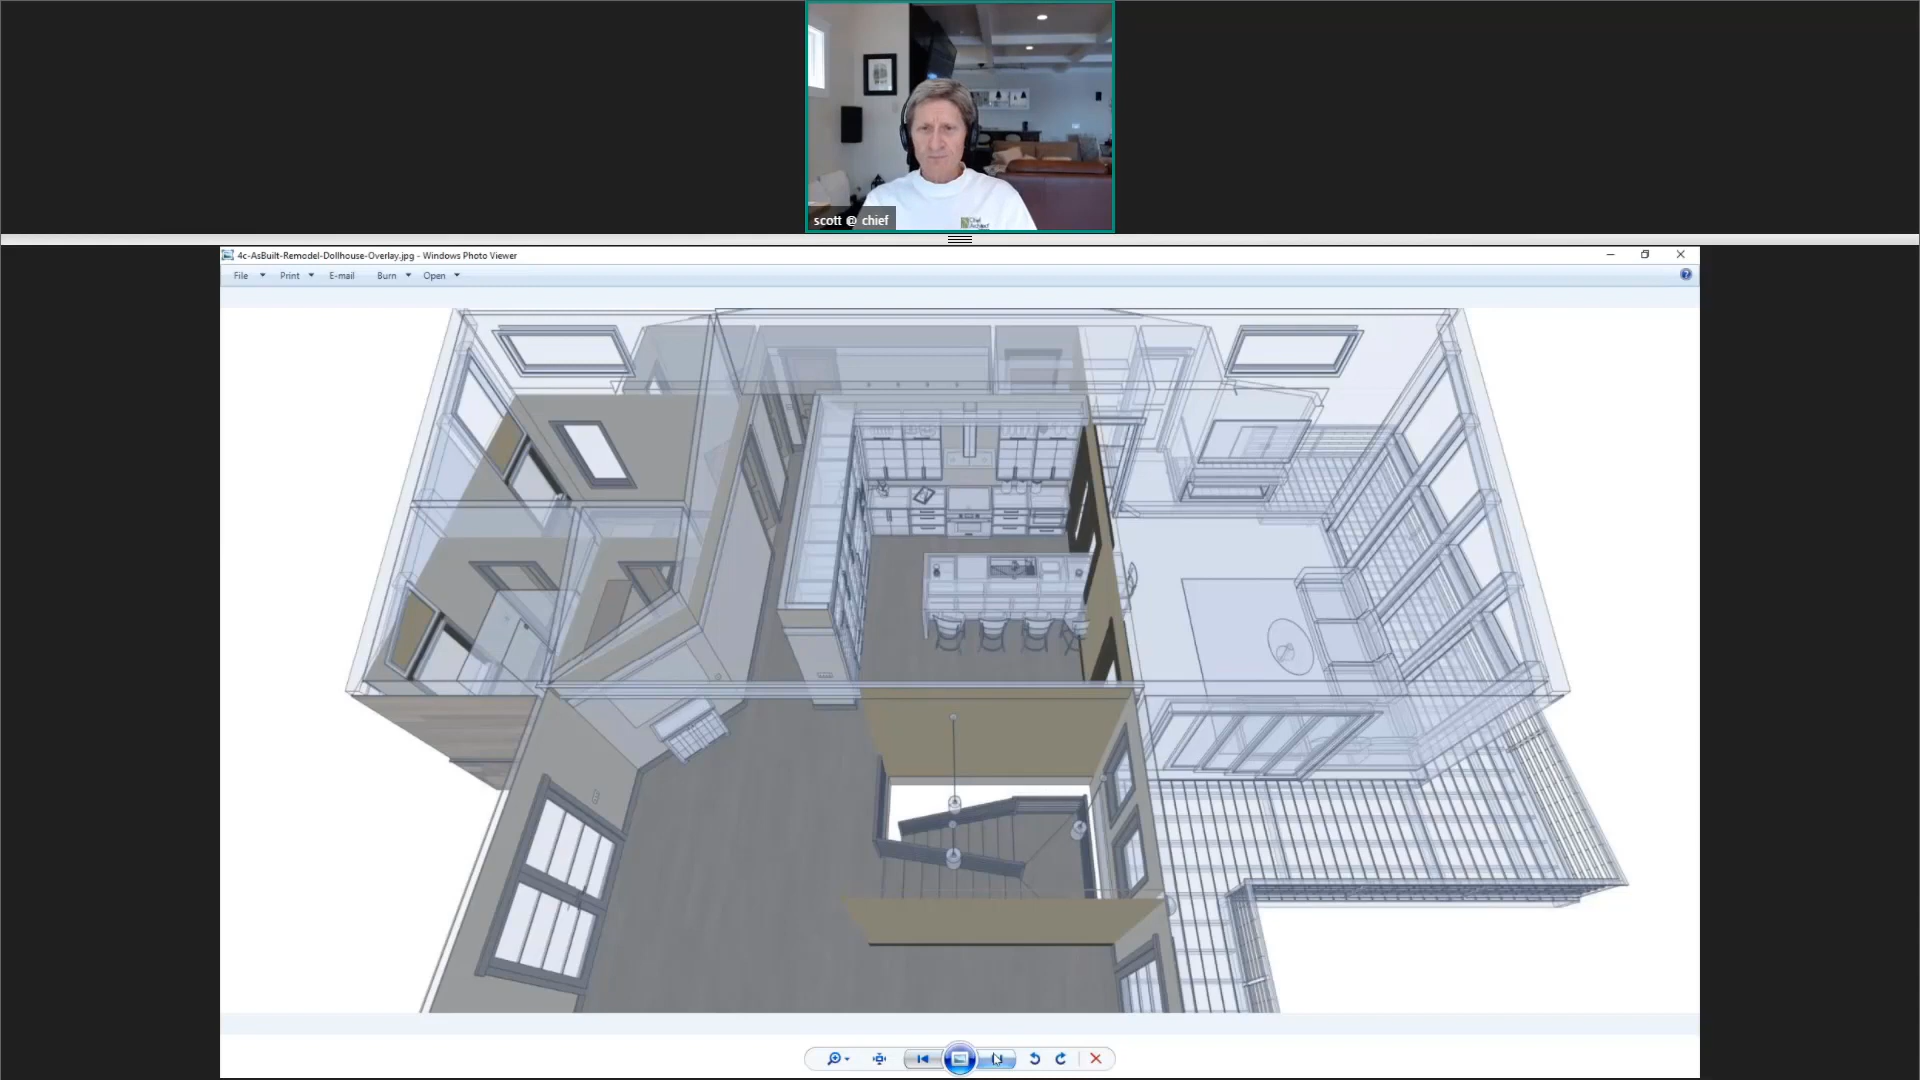 scott @ chief
4c-AsBuilt-Remodel-Dollhouse-Overlay.jpg - Windows Photo Viewer
File Print E-mail Burn Open